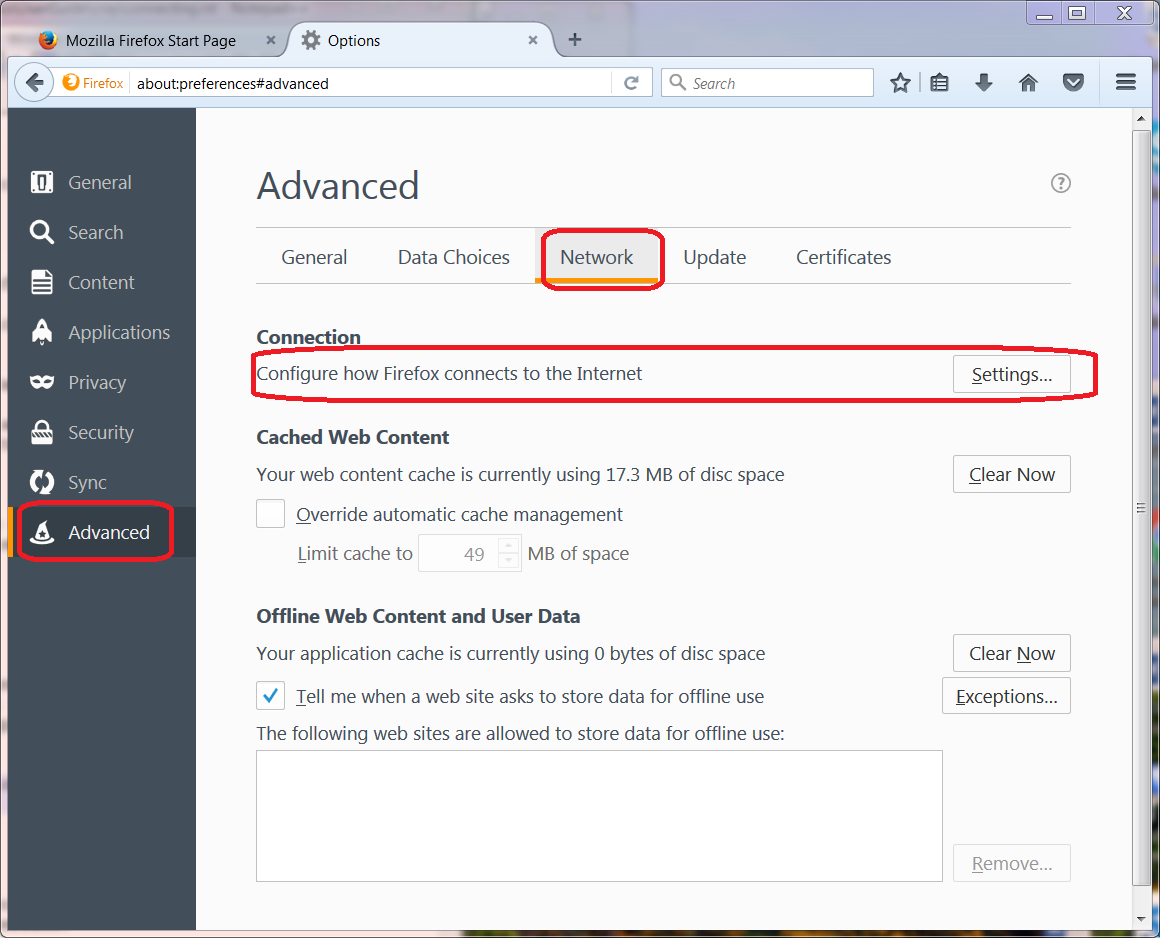 Mozilla Firefox Start Page
Options
Firefox
about:preferences#advanced
Search
General
Search
Content
Applications
Privacy
Security
Sync
Advanced
Advanced
General Data Choices Network Update Certificates
Connection
Configure how Firefox connects to the Internet Settings...
Cached Web Content
Your web content cache is currently using 17.3 MB of disc space Clear Now
Override automatic cache management
Limit cache to 49 MB of space
Offline Web Content and User Data
Your application cache is currently using 0 bytes of disc space Clear Now
Tell me when a web site asks to store data for offline use Exceptions...
The following web sites are allowed to store data for offline use:
Remove...